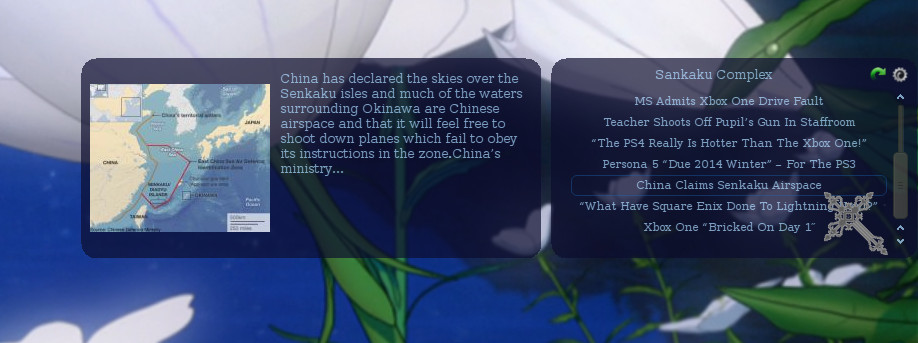 China has declared the skies over the
Senkaku isles and much of the waters
surrounding Okinawa are Chinese
airspace and that it will feel free to
shoot down planes which fail to obey
its instructions in the zone.China's
ministry...
China's territorial waters
JAPAN
CHINA
East China Sea Air Defence
Identification Area
SENKAKU/
DIAOYU
ISLANDS
OKINAWA
Pacific
Ocean
TAIWAN
Source: Chinese Defence Ministry
Sankaku Complex
MS Admits Xbox One Drive Fault
Teacher Shoots Off Pupil's Gun In Staffroom
“The PS4 Really Is Hotter Than The Xbox One!”
Persona 5 “Due 2014 Winter” – For The PS3
China Claims Senkaku Airspace
“What Have Square Enix Done To Lightning
Xbox One “Bricked On Day 1”